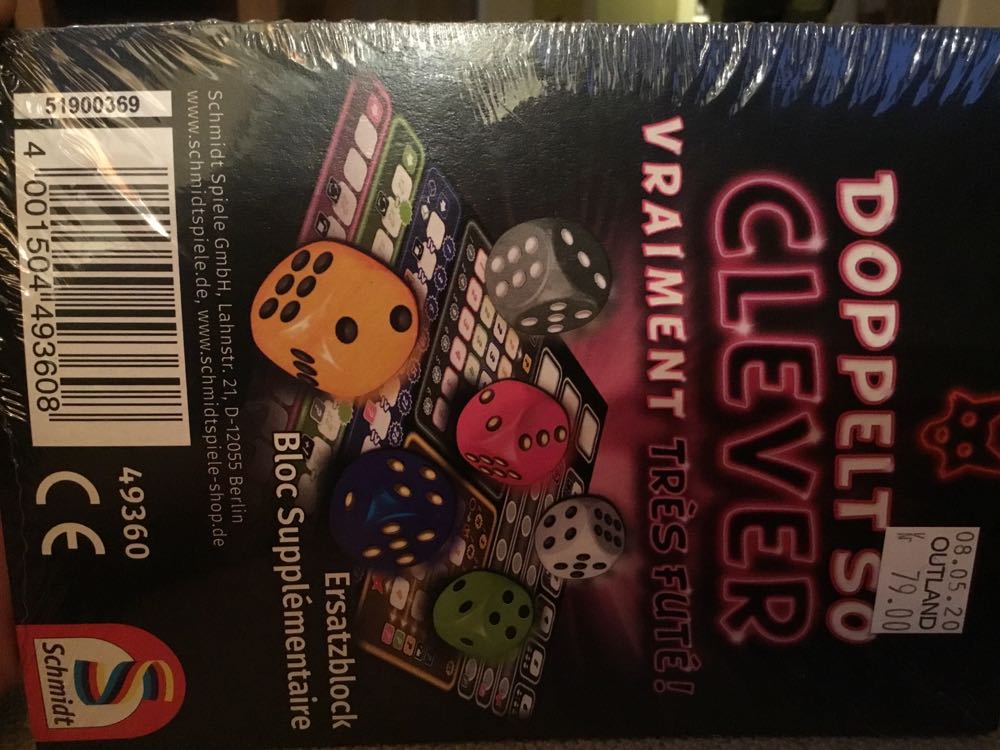 DOPPELT SO
CLEVER
VRAIMENT TRÈS FUTÉ!
08.05.20
OUTLAND
Kr 79.00
Ersatzblock
Bloc Supplémentaire
Schmidt Spiele GmbH, Lahnstr. 21, D-12055 Berlin
www.schmidtspiele.de, www.schmidtspiele-shop.de
51900369
4 001504 493608
49360
CE
Schmidt